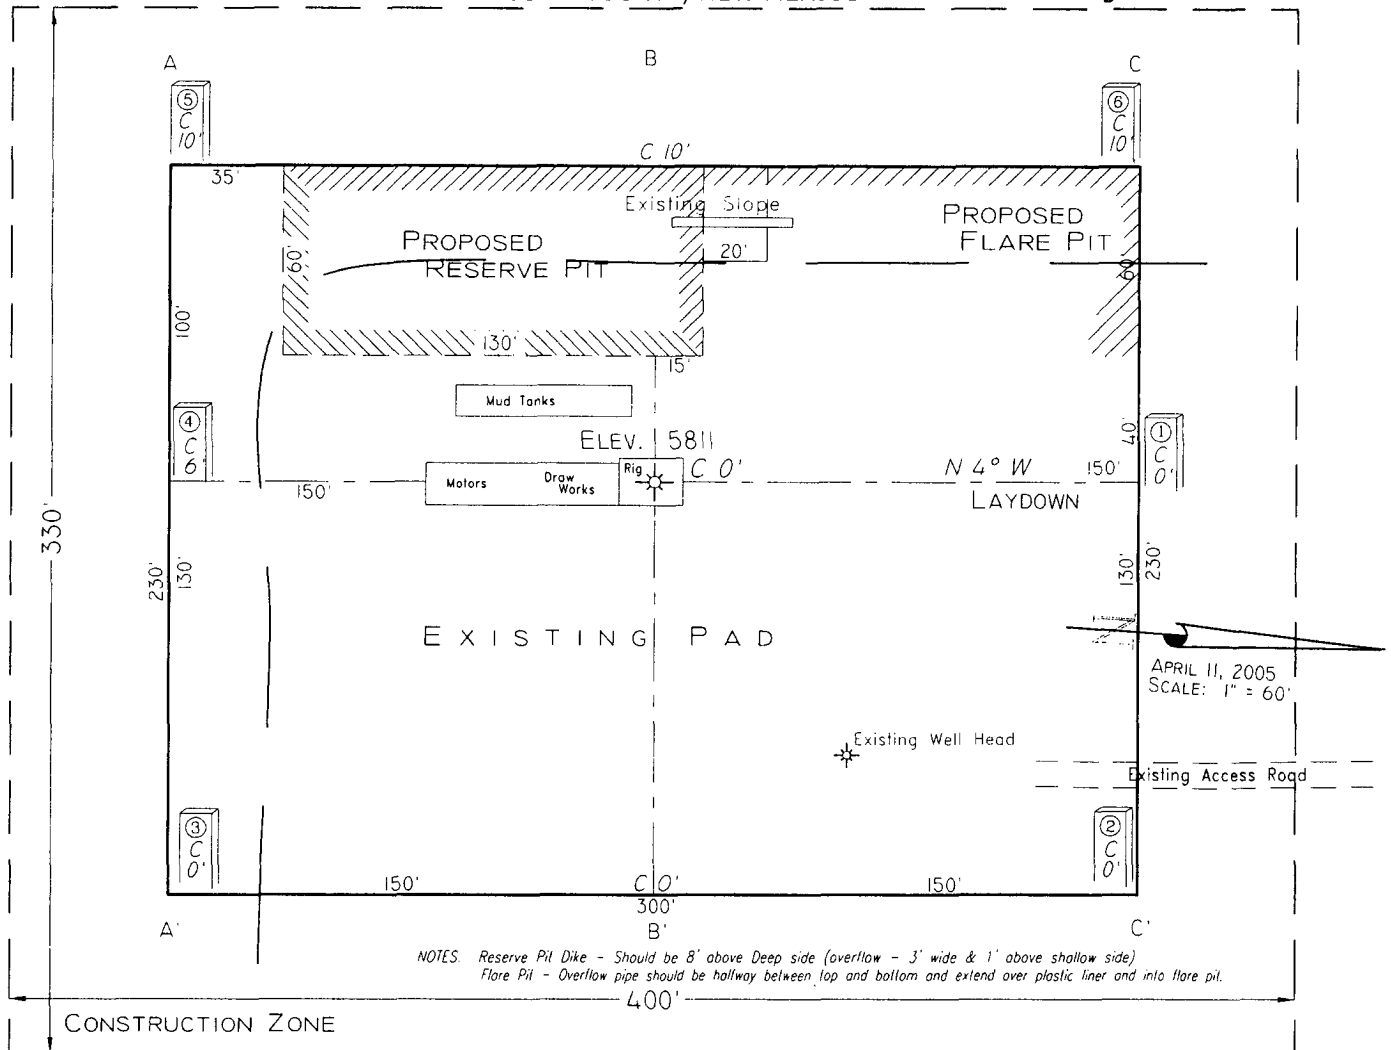 A
B
C
⑤
C
10'
⑥
C
10'
C 10'
35'
Existing Slope
PROPOSED
FLARE PIT
PROPOSED
RESERVE PIT
60'
20'
60'
100'
130'
15'
Mud Tanks
④
C
6'
ELEV. 5811
40'
①
C
0'
Rig
C 0'
N 4° W
150'
Motors
Draw
Works
150'
LAYDOWN
330'
230'
130'
130'
230'
EXISTING PAD
APRIL 11, 2005
SCALE: 1" = 60'
Existing Well Head
Existing Access Road
③
C
0'
②
C
0'
150'
C 0'
150'
300'
A'
B'
C'
NOTES. Reserve Pit Dike - Should be 8' above Deep side (overflow - 3' wide & 1' above shallow side)
Flare Pit - Overflow pipe should be halfway between top and bottom and extend over plastic liner and into flare pit.
400'
CONSTRUCTION ZONE